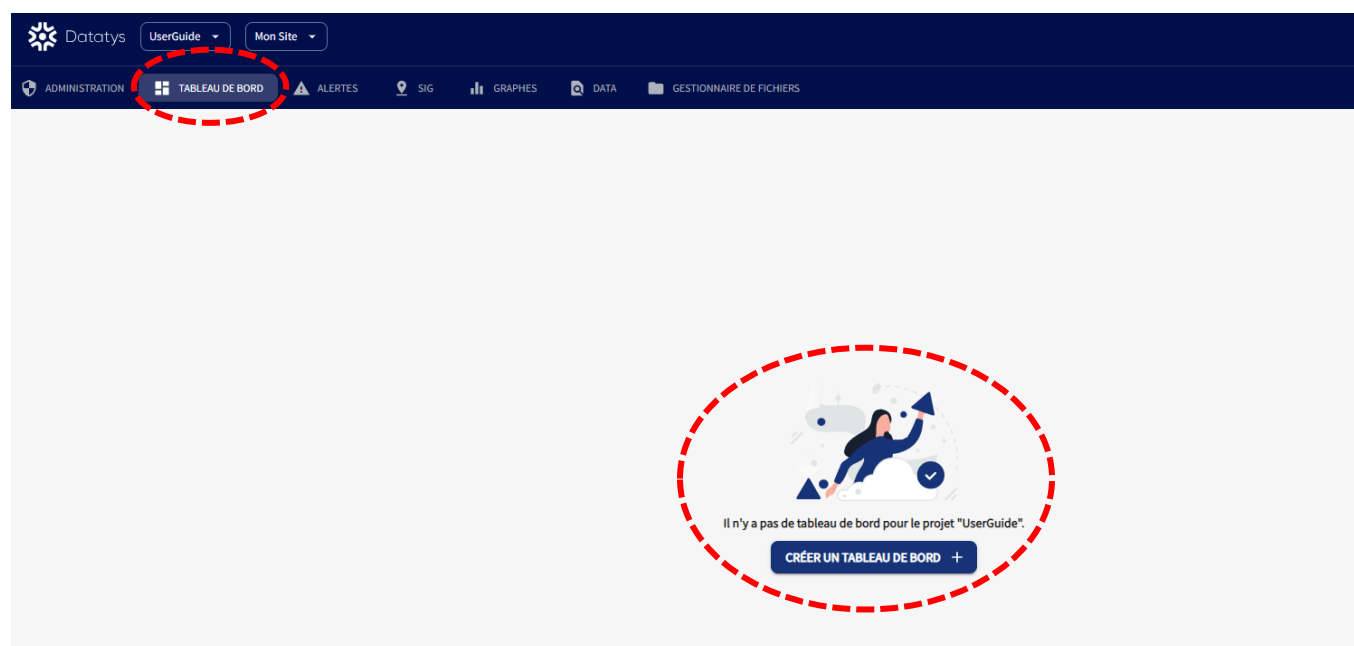 Datatys UserGuide Mon Site
ADMINISTRATION TABLEAU DE BORD ALERTES SIG GRAPHES DATA GESTIONNAIRE DE FICHIERS
Il n'y a pas de tableau de bord pour le projet "UserGuide".
CRÉER UN TABLEAU DE BORD +